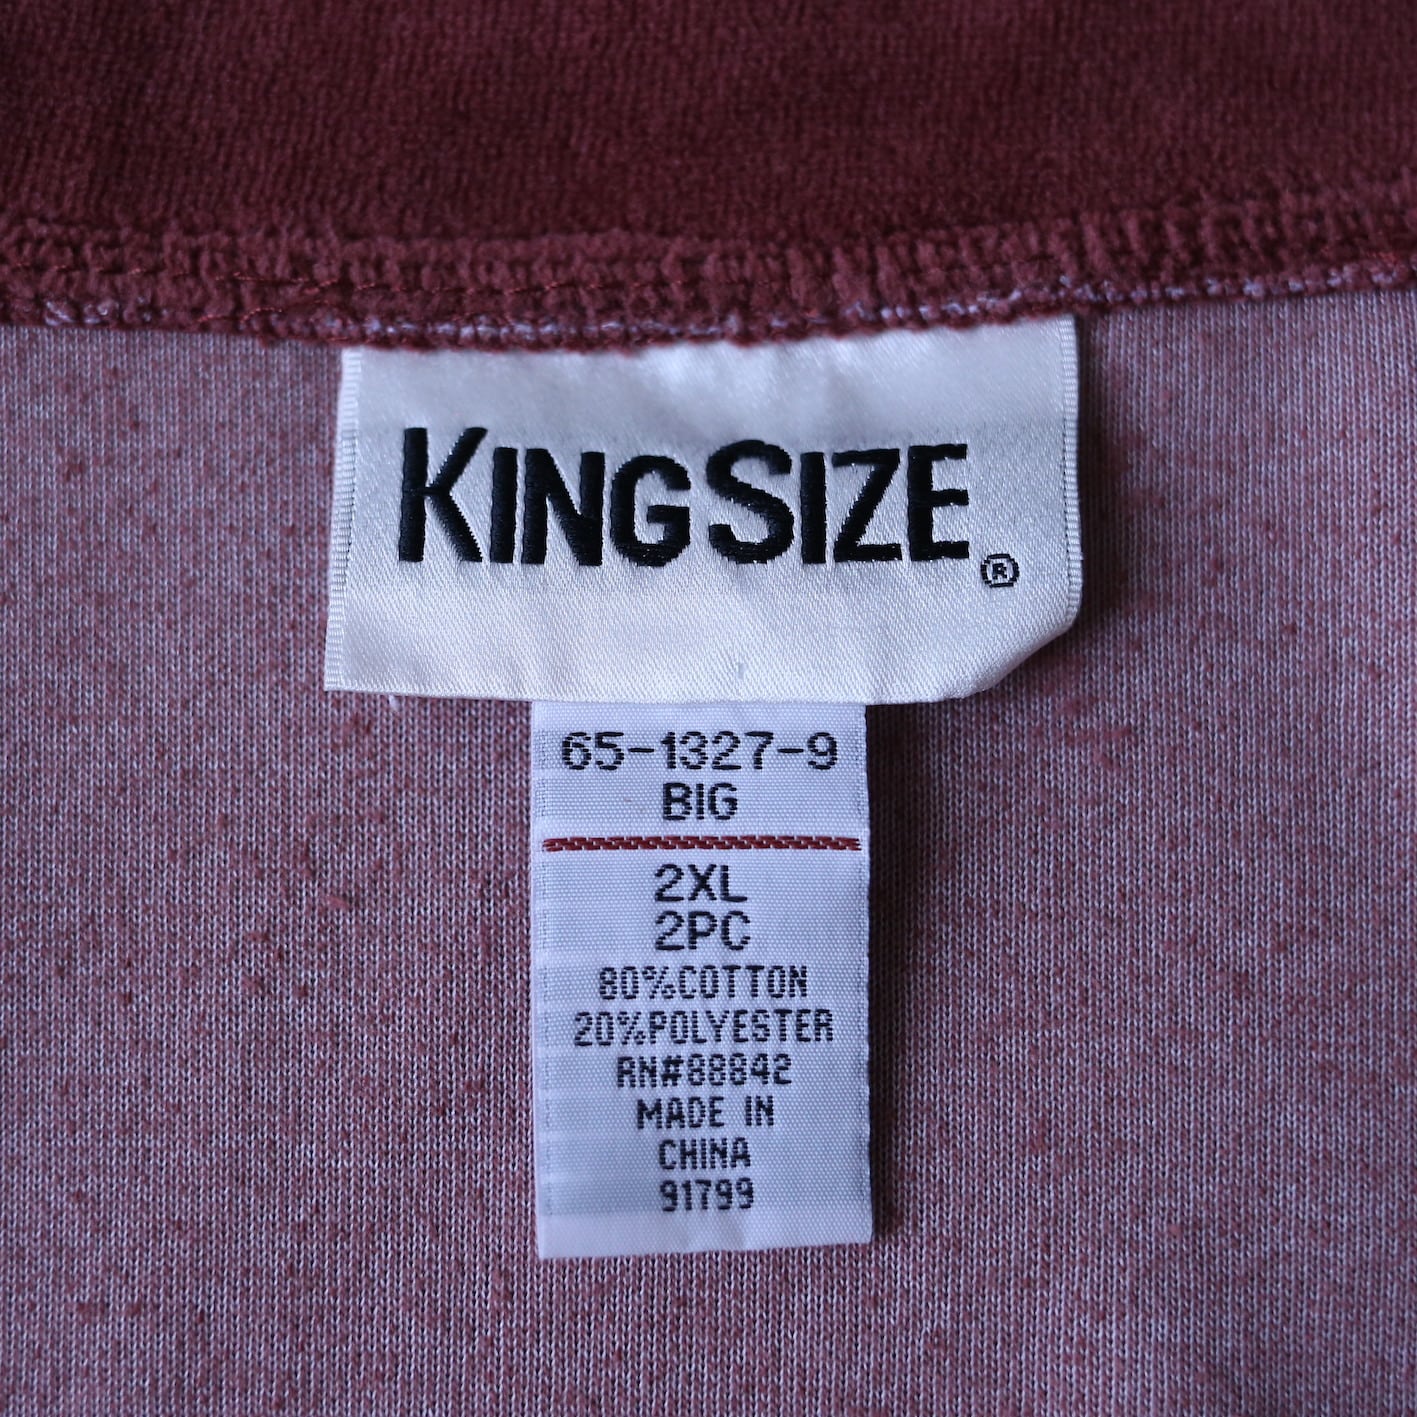 KINGSIZE®
65-1327-9
BIG
2XL
2PC
80%COTTON
20%POLYESTER
RN#88842
MADE IN
CHINA
91799